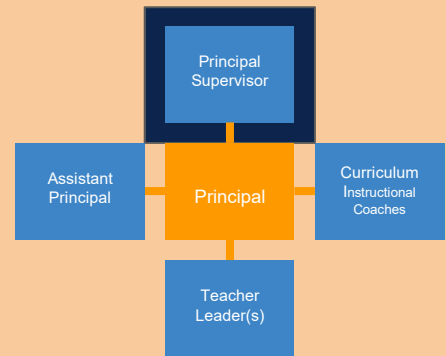 Principal
Supervisor
Assistant
Principal
Principal
Curriculum
Instructional
Coaches
Teacher
Leader(s)